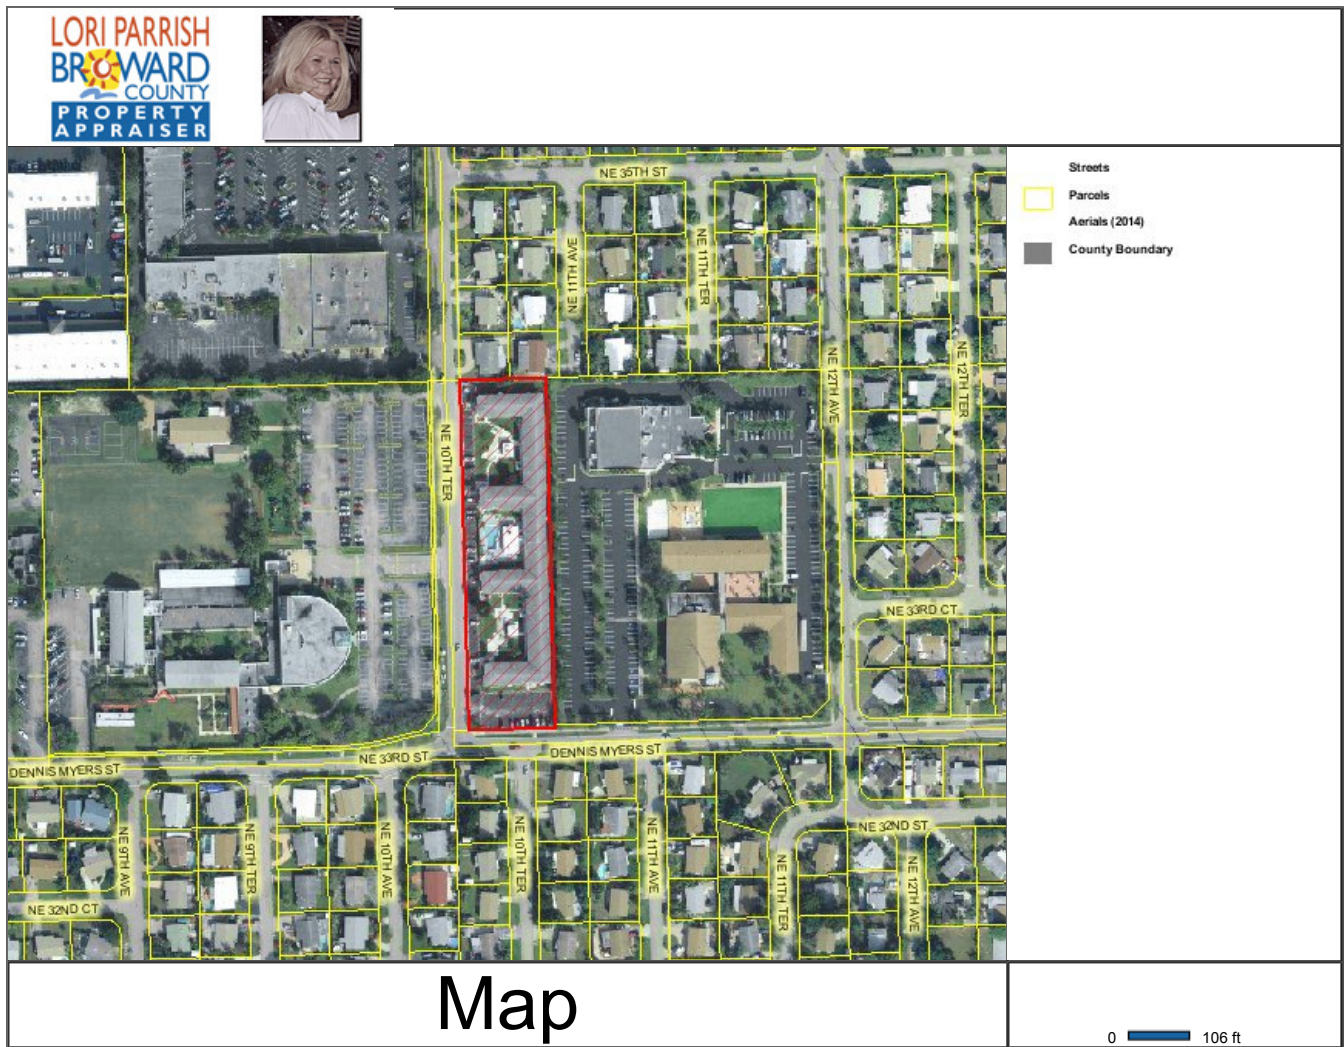 LORI PARRISH
BROWARD
COUNTY
PROPERTY
APPRAISER
Streets
Parcels
Aerials (2014)
County Boundary
NE 35TH ST
NE 11TH AVE
NE 11TH TER
NE 12TH AVE
NE 12TH TER
NE 10TH TER
NE 33RD CT
DENNIS MYERS ST
NE 33RD ST
DENNIS MYERS ST
NE 32ND ST
NE 9TH AVE
NE 9TH TER
NE 10TH AVE
NE 10TH TER
NE 11TH AVE
NE 11TH TER
NE 12TH AVE
NE 32ND CT
Map
0 106 ft